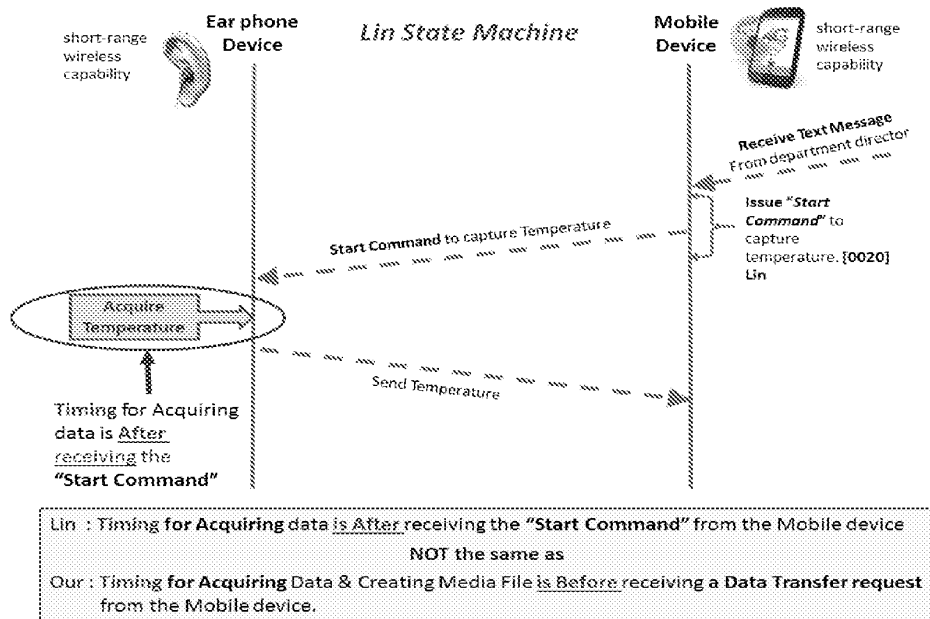 Ear phone
Device
Lin State Machine
Mobile
Device
short-range
wireless
capability
short-range
wireless
capability
Receive Text Message
From department director
Issue "Start
Command" to
capture
temperature. [0020]
Lin
Start Command to capture Temperature
Acquire
Temperature
Send Temperature
Timing for Acquiring
data is After
receiving the
"Start Command"
Lin : Timing for Acquiring data is After receiving the "Start Command" from the Mobile device
NOT the same as
Our : Timing for Acquiring Data & Creating Media File is Before receiving a Data Transfer request
from the Mobile device.